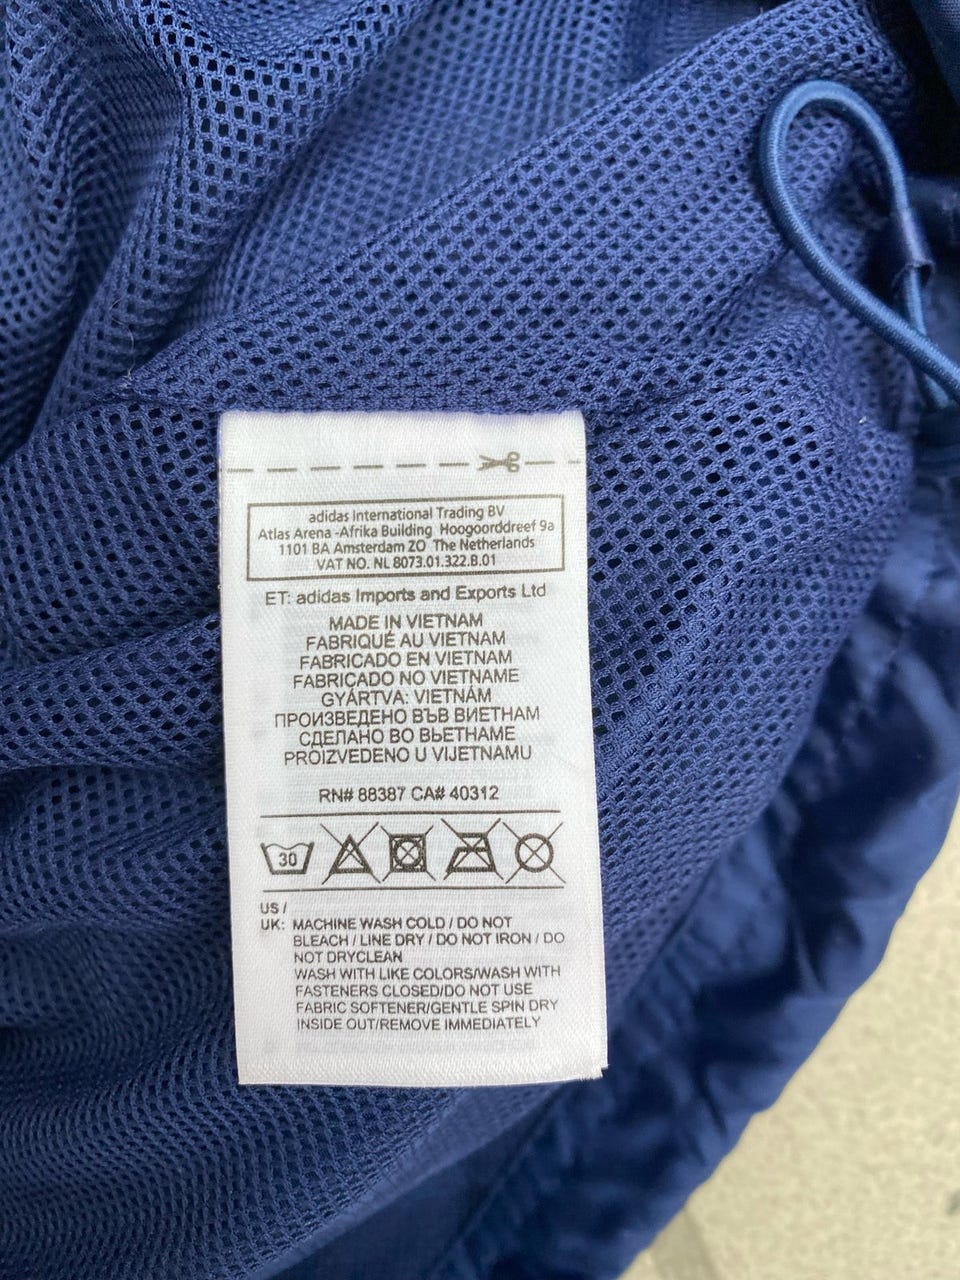 adidas International Trading BV
Atlas Arena -Afrika Building Hoogoorddreef 9a
1101 BA Amsterdam ZO The Netherlands
VAT NO. NL 8073.01.322.B.01
ET: adidas Imports and Exports Ltd
MADE IN VIETNAM
FABRIQUÉ AU VIETNAM
FABRICADO EN VIETNAM
FABRICADO NO VIETNAME
GYÁRTVA: VIETNÁM
ПРОИЗВЕДЕНО ВЪВ ВИЕТНАМ
СДЕЛАНО ВО ВЬЕТНАМЕ
PROIZVEDENO U VIJETNAMU
RN# 88387 CA# 40312
30
US /
UK: MACHINE WASH COLD / DO NOT
BLEACH / LINE DRY / DO NOT IRON / DO
NOT DRYCLEAN
WASH WITH LIKE COLORS/WASH WITH
FASTENERS CLOSED/DO NOT USE
FABRIC SOFTENER/GENTLE SPIN DRY
INSIDE OUT/REMOVE IMMEDIATELY